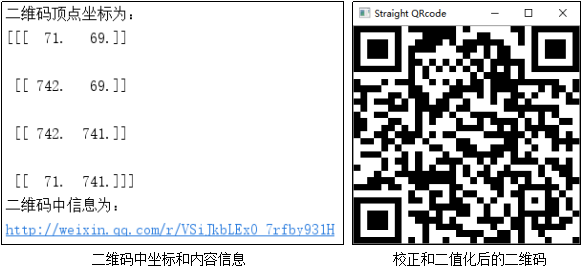 二维码顶点坐标为：
[[[ 71. 69.]]
[[ 742. 69.]]
[[ 742. 741.]]
[[ 71. 741.]]]
二维码中信息为：
http://weixin.qq.com/r/VSiJkbLEx0_7rfby931H
二维码中坐标和内容信息
Straight QRcode
校正和二值化后的二维码